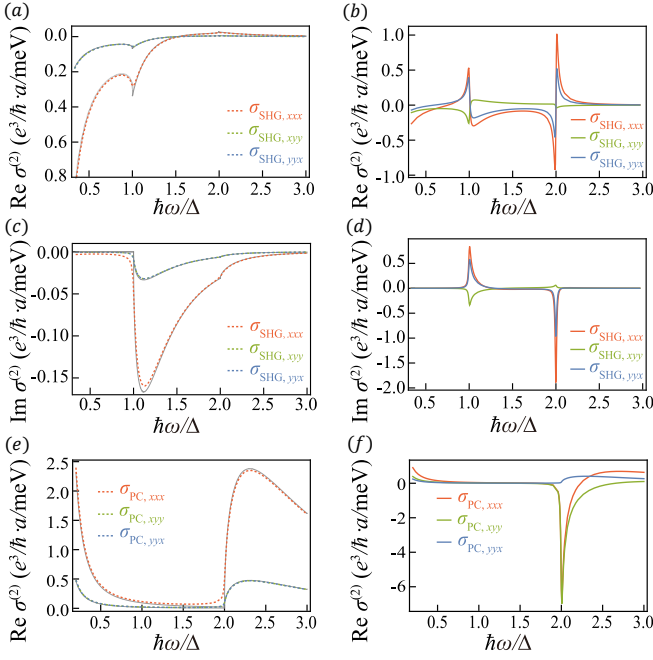 (a)
Re σ⁽²⁾ (e³/ℏ·a/meV)
0.0
0.2
0.4
0.6
0.8
σSHG, xxx
σSHG, xyy
σSHG, yyx
0.5 1.0 1.5 2.0 2.5 3.0
ℏω/Δ
(b)
Re σ⁽²⁾ (e³/ℏ·a/meV)
1.0
0.5
0.0
-0.5
-1.0
σSHG, xxx
σSHG, xyy
σSHG, yyx
0.5 1.0 1.5 2.0 2.5 3.0
ℏω/Δ
(c)
Im σ⁽²⁾ (e³/ℏ·a/meV)
0.00
-0.05
-0.10
-0.15
σSHG, xxx
σSHG, xyy
σSHG, yyx
0.5 1.0 1.5 2.0 2.5 3.0
ℏω/Δ
(d)
Im σ⁽²⁾ (e³/ℏ·a/meV)
0.5
0.0
-0.5
-1.0
-1.5
-2.0
σSHG, xxx
σSHG, xyy
σSHG, yyx
0.5 1.0 1.5 2.0 2.5 3.0
ℏω/Δ
(e)
Re σ⁽²⁾ (e³/ℏ·a/meV)
2.5
2.0
1.5
1.0
0.5
0.0
σPC, xxx
σPC, xyy
σPC, yyx
0.5 1.0 1.5 2.0 2.5 3.0
ℏω/Δ
(f)
Re σ⁽²⁾ (e³/ℏ·a/meV)
0
-2
-4
-6
σPC, xxx
σPC, xyy
σPC, yyx
0.5 1.0 1.5 2.0 2.5 3.0
ℏω/Δ